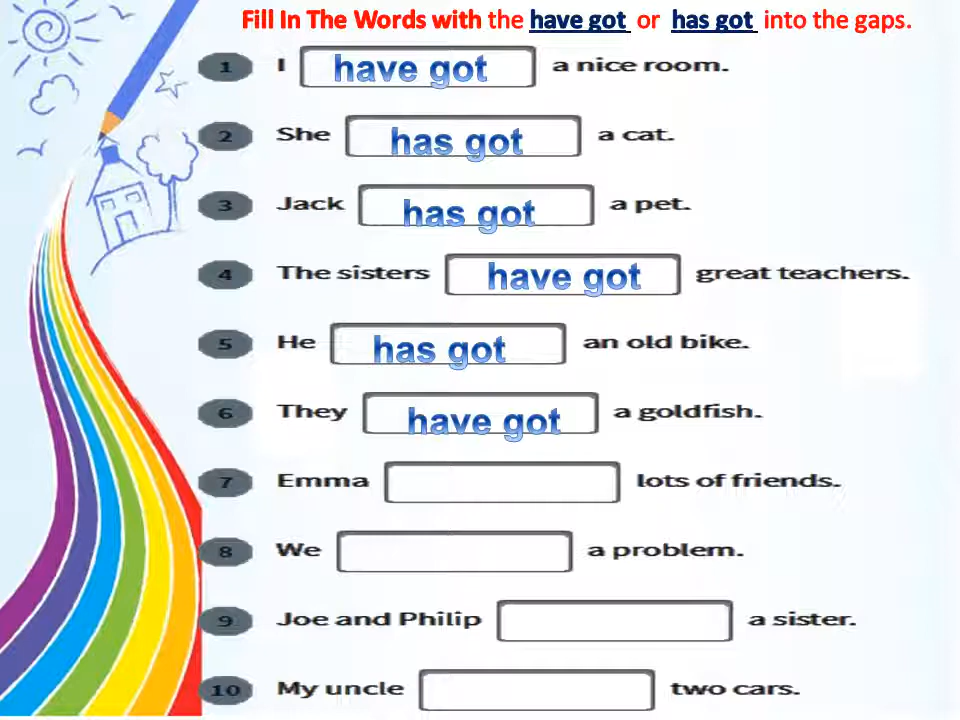 Fill In The Words with the have got or has got into the gaps.
1 I have got a nice room.
2 She has got a cat.
3 Jack has got a pet.
4 The sisters have got great teachers.
5 He has got an old bike.
6 They have got a goldfish.
7 Emma lots of friends.
8 We a problem.
9 Joe and Philip a sister.
10 My uncle two cars.